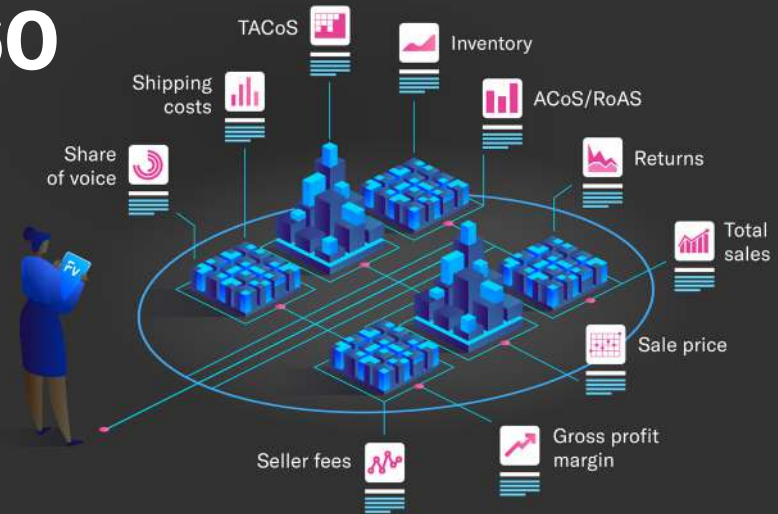 60
TACoS
Inventory
Shipping
costs
ACoS/RoAS
Share
of voice
Returns
Total
sales
Fv
Sale price
Gross profit
margin
Seller fees